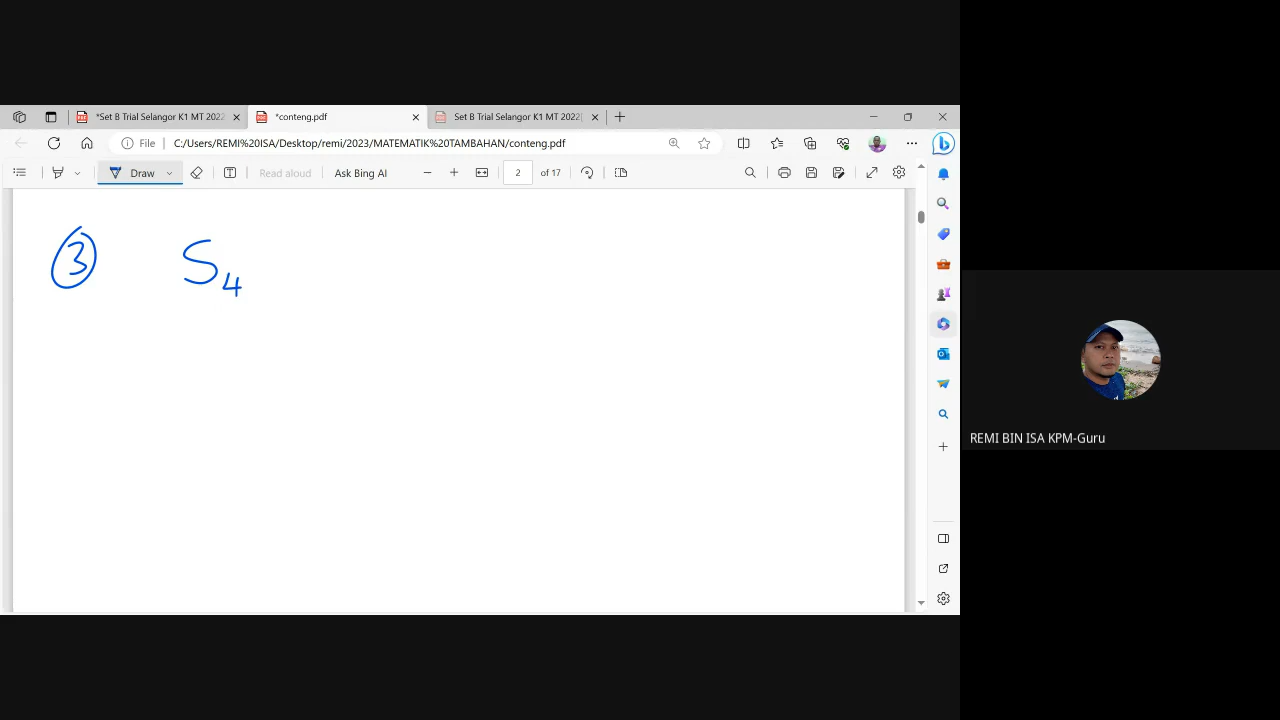 *Set B Trial Selangor K1 MT 2022
*conteng.pdf
Set B Trial Selangor K1 MT 2022
File
C:/Users/REMI%20ISA/Desktop/remi/2023/MATEMATIK%20TAMBAHAN/conteng.pdf
Draw
Read aloud
Ask Bing AI
2
of 17
3 S4
REMI BIN ISA KPM-Guru